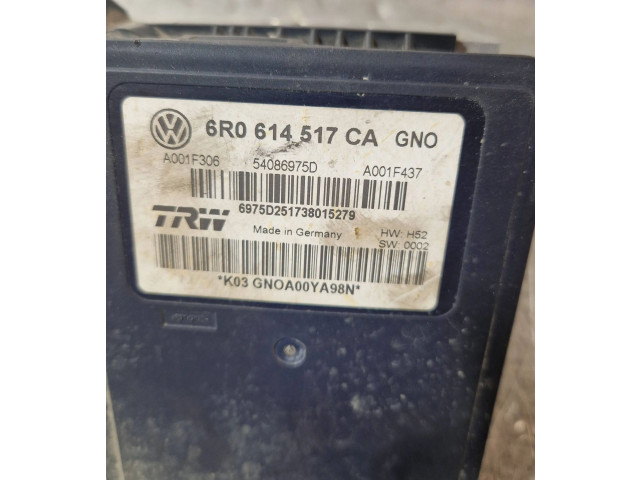 6R0 614 517 CA GNO
A001F306 54086975D A001F437
6975D251738015279
TRW Made in Germany HW: H52
SW: 0002
*K03 GNOA00YA98N*